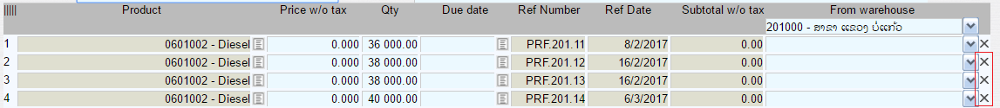 ||||| Product Price w/o tax Qty Due date Ref Number Ref Date Subtotal w/o tax From warehouse
201000 - ສາຂາ ແຂວງ ບໍ່ແກ້ວ
1 0601002 - Diesel 0.000 36 000.00 PRF.201.11 8/2/2017 0.00
2 0601002 - Diesel 0.000 38 000.00 PRF.201.12 16/2/2017 0.00
3 0601002 - Diesel 0.000 38 000.00 PRF.201.13 16/2/2017 0.00
4 0601002 - Diesel 0.000 40 000.00 PRF.201.14 6/3/2017 0.00